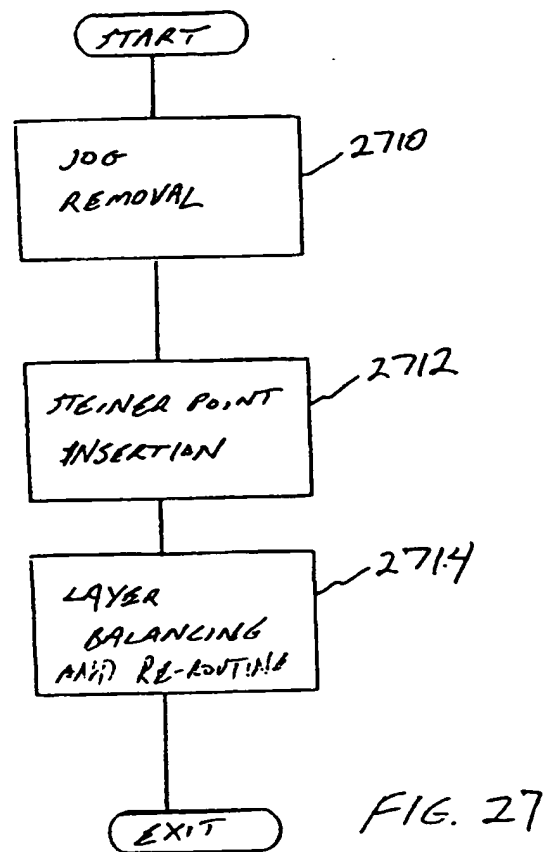 START
JOG
REMOVAL
2710
STEINER POINT
INSERTION
2712
LAYER
BALANCING
AND RE-ROUTING
2714
EXIT
FIG. 27